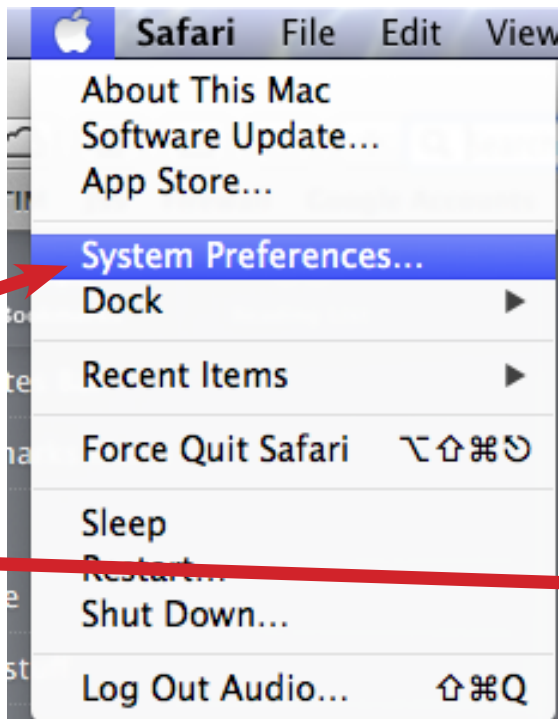 Safari File Edit View
About This Mac
Software Update...
App Store...
System Preferences...
Dock
Recent Items
Force Quit Safari ⌥⇧⌘⎋
Sleep
Restart...
Shut Down...
Log Out Audio... ⇧⌘Q